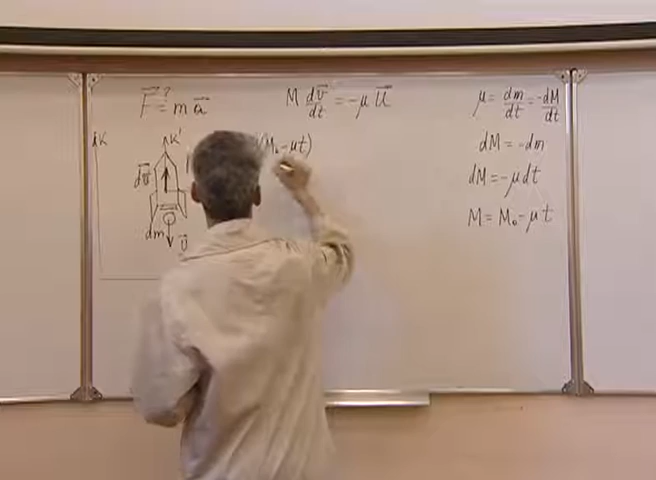 F⃗ ?= m a⃗
M dv⃗/dt = -μ U⃗
μ = dm/dt = -dM/dt
K K'
(M₀-μt)
dM = -dm
dv⃗
dM = -μdt
M = M₀-μt
dm v⃗